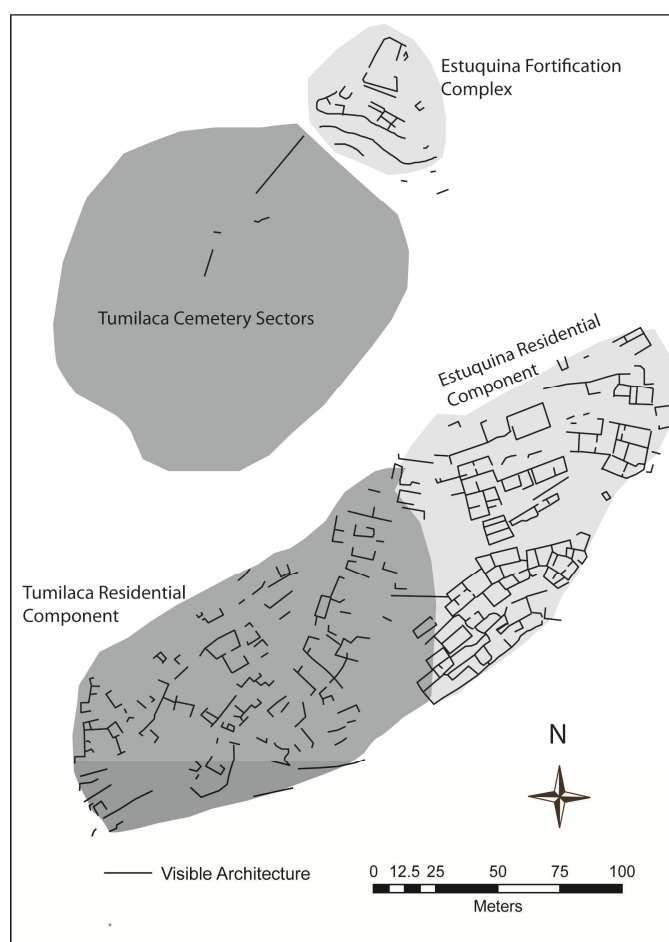 Estuquina Fortification
Complex
Tumilaca Cemetery Sectors
Estuquina Residential
Component
Tumilaca Residential
Component
N
Visible Architecture
0 12.5 25 50 75 100
Meters